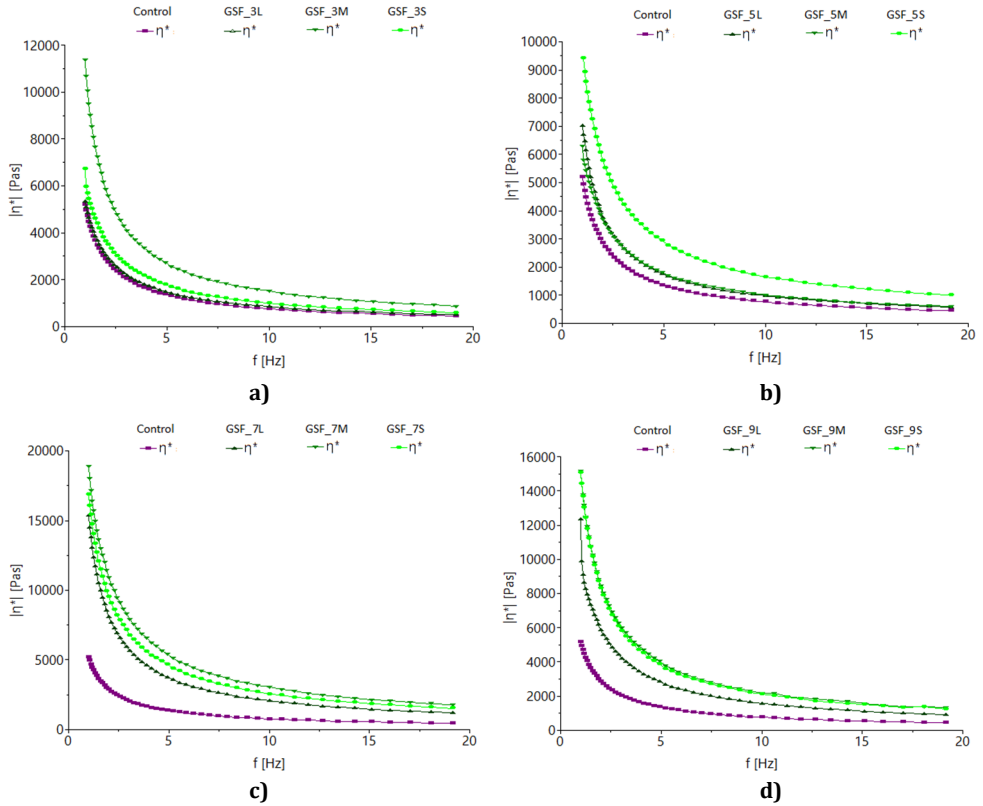 Control GSF_3L GSF_3M GSF_3S
η* η* η* η*
|η*| [Pas]
12000
10000
8000
6000
4000
2000
0
0 5 10 15 20
f [Hz]
a)
Control GSF_5L GSF_5M GSF_5S
η* η* η* η*
|η*| [Pas]
10000
9000
8000
7000
6000
5000
4000
3000
2000
1000
0
0 5 10 15 20
f [Hz]
b)
Control GSF_7L GSF_7M GSF_7S
η* η* η* η*
|η*| [Pas]
20000
15000
10000
5000
0
0 5 10 15 20
f [Hz]
c)
Control GSF_9L GSF_9M GSF_9S
η* η* η* η*
|η*| [Pas]
16000
14000
12000
10000
8000
6000
4000
2000
0
0 5 10 15 20
f [Hz]
d)